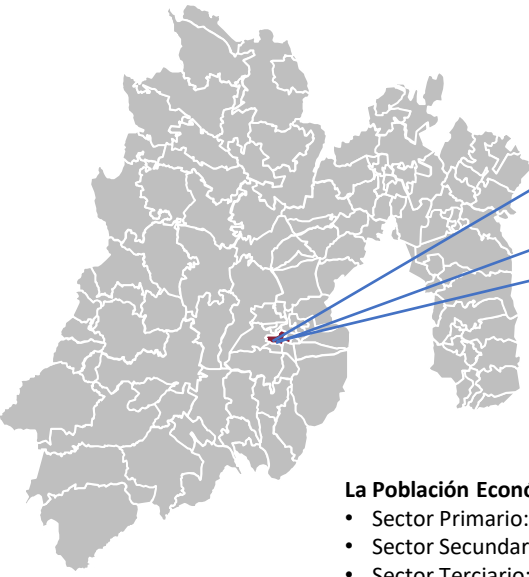 La Población Econó
• Sector Primario:
• Sector Secundar
• Sector Terciario: